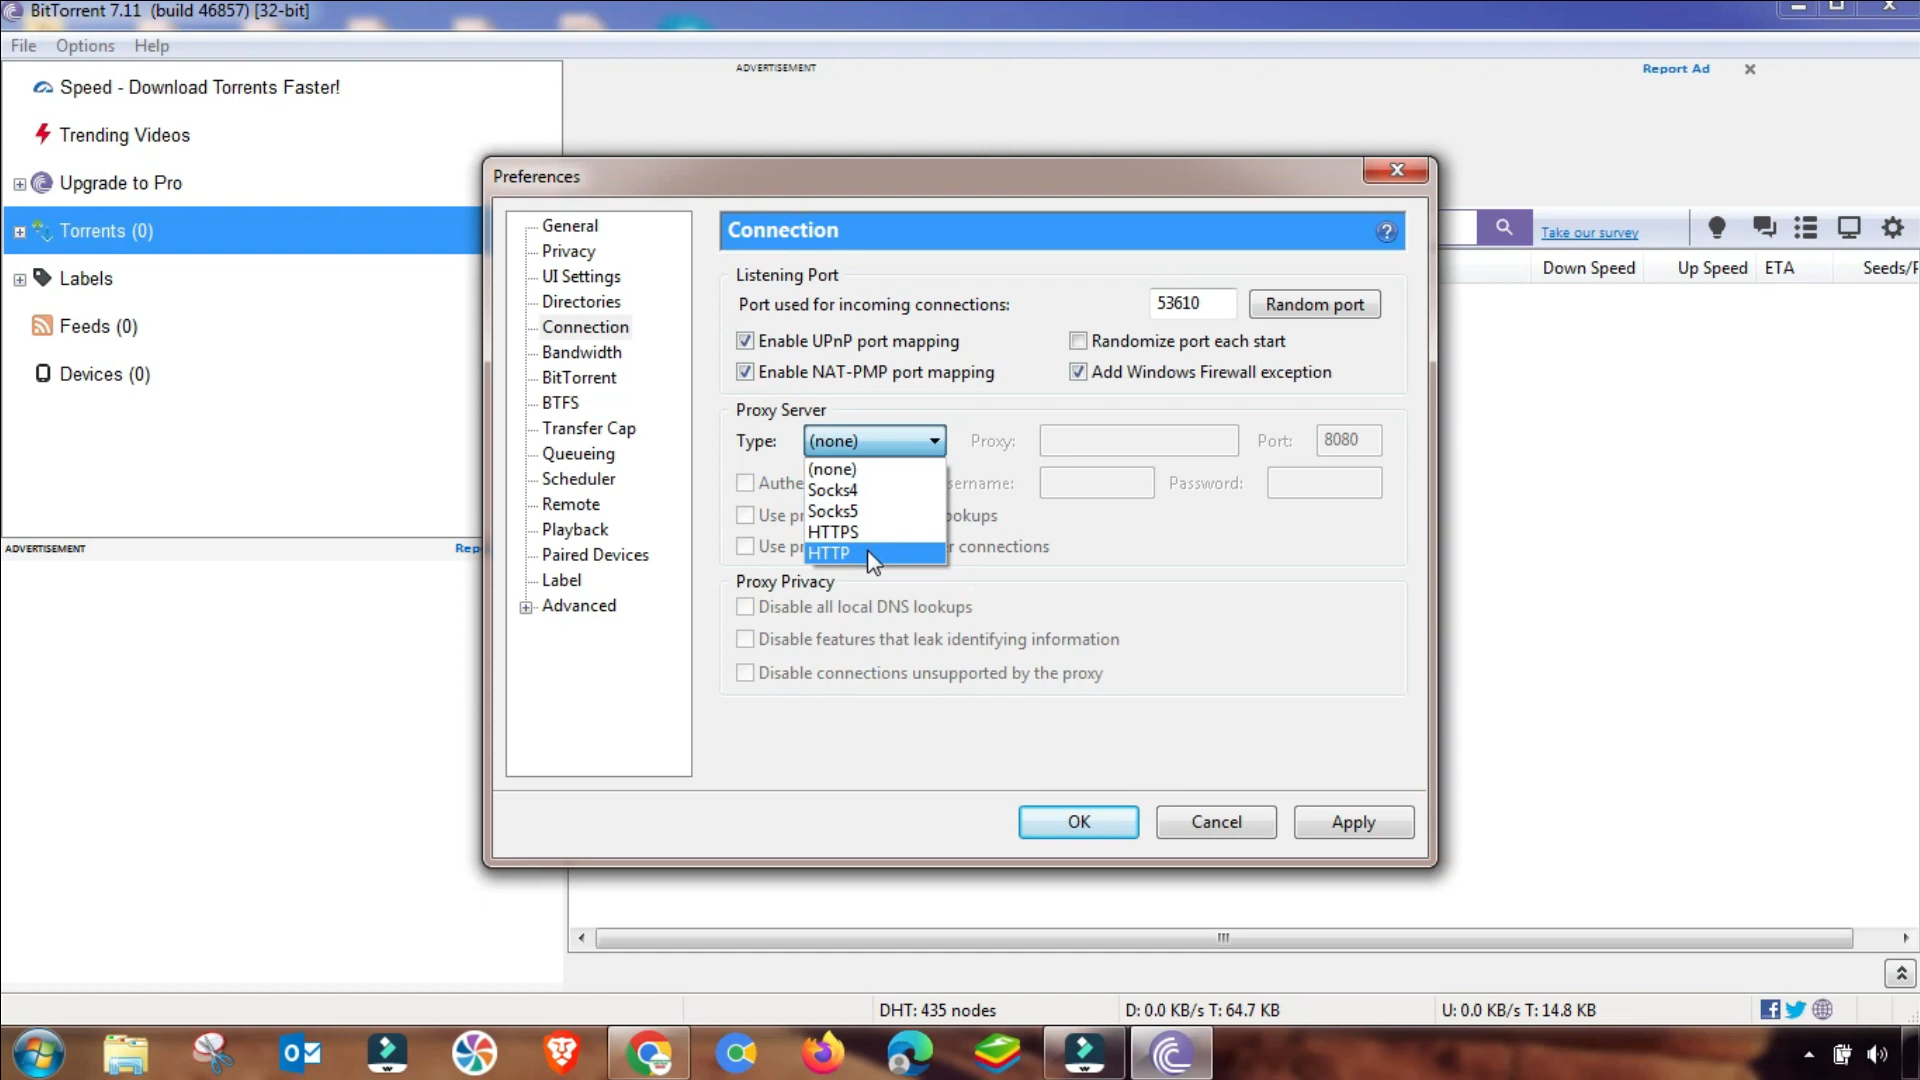 BitTorrent 7.11 (build 46857) [32-bit]
File Options Help
Speed - Download Torrents Faster!
Trending Videos
Upgrade to Pro
Torrents (0)
Labels
Feeds (0)
Devices (0)
ADVERTISEMENT
Rep
ADVERTISEMENT
Report Ad
Take our survey
Down Speed Up Speed ETA Seeds/P
Preferences
General
Privacy
UI Settings
Directories
Connection
Bandwidth
BitTorrent
BTFS
Transfer Cap
Queueing
Scheduler
Remote
Playback
Paired Devices
Label
Advanced
Connection
Listening Port
Port used for incoming connections: 53610 Random port
Enable UPnP port mapping Randomize port each start
Enable NAT-PMP port mapping Add Windows Firewall exception
Proxy Server
Type: (none) Proxy: Port: 8080
(none)
Socks4
Socks5
HTTPS
HTTP
Authe sername: Password:
Use pr ookups
Use pr r connections
Proxy Privacy
Disable all local DNS lookups
Disable features that leak identifying information
Disable connections unsupported by the proxy
OK Cancel Apply
DHT: 435 nodes D: 0.0 KB/s T: 64.7 KB U: 0.0 KB/s T: 14.8 KB